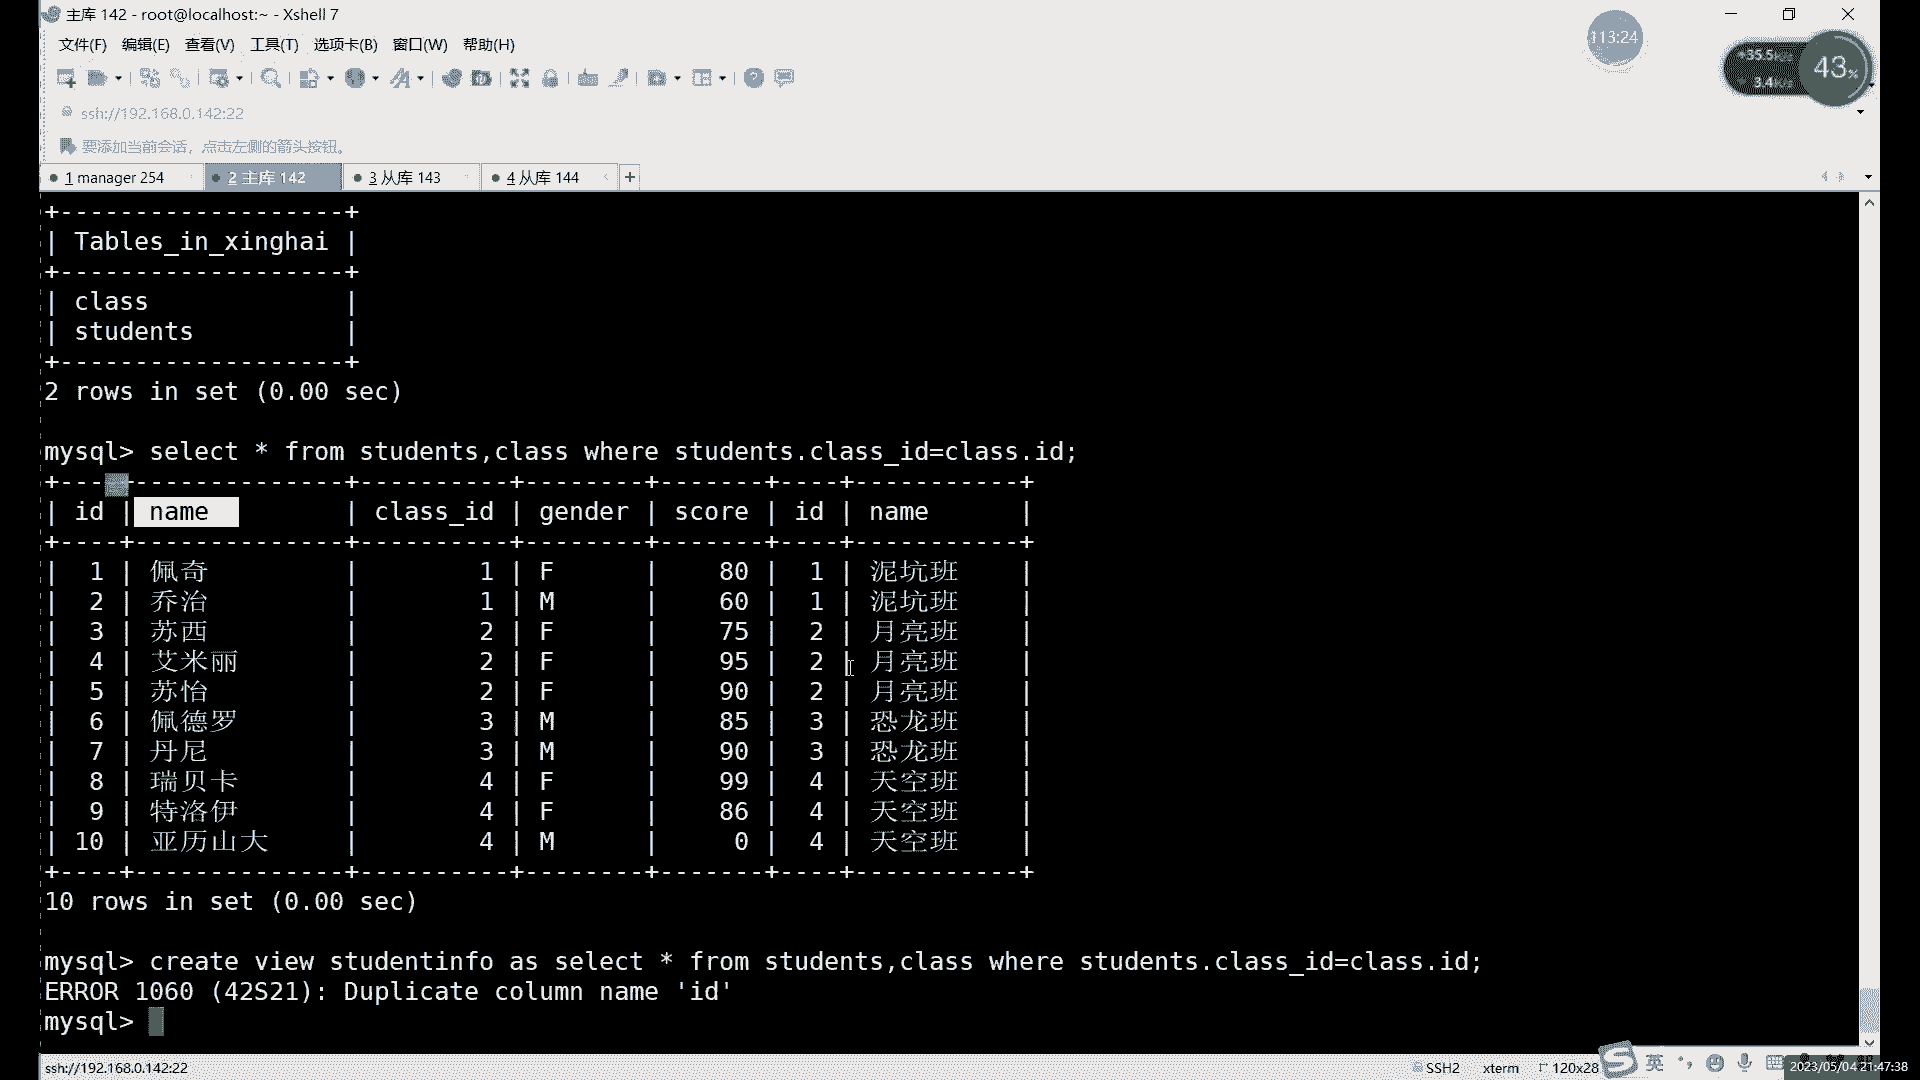 主库 142 - root@localhost:~ - Xshell 7
文件(F) 编辑(E) 查看(V) 工具(T) 选项卡(B) 窗口(W) 帮助(H)
113:24
35.5
3.4
43%
ssh://192.168.0.142:22
要添加当前会话，点击左侧的箭头按钮。
1 manager 254 2 主库 142 3 从库 143 4 从库 144 +
+-------------------+
| Tables_in_xinghai |
+-------------------+
| class |
| students |
+-------------------+
2 rows in set (0.00 sec)
mysql> select * from students,class where students.class_id=class.id;
+----+--------------+----------+--------+-------+----+-----------+
| id | name | class_id | gender | score | id | name |
+----+--------------+----------+--------+-------+----+-----------+
| 1 | 佩奇 | 1 | F | 80 | 1 | 泥坑班 |
| 2 | 乔治 | 1 | M | 60 | 1 | 泥坑班 |
| 3 | 苏西 | 2 | F | 75 | 2 | 月亮班 |
| 4 | 艾米丽 | 2 | F | 95 | 2 | 月亮班 |
| 5 | 苏怡 | 2 | F | 90 | 2 | 月亮班 |
| 6 | 佩德罗 | 3 | M | 85 | 3 | 恐龙班 |
| 7 | 丹尼 | 3 | M | 90 | 3 | 恐龙班 |
| 8 | 瑞贝卡 | 4 | F | 99 | 4 | 天空班 |
| 9 | 特洛伊 | 4 | F | 86 | 4 | 天空班 |
| 10 | 亚历山大 | 4 | M | 0 | 4 | 天空班 |
+----+--------------+----------+--------+-------+----+-----------+
10 rows in set (0.00 sec)
mysql> create view studentinfo as select * from students,class where students.class_id=class.id;
ERROR 1060 (42S21): Duplicate column name 'id'
mysql>
ssh://192.168.0.142:22 SSH2 xterm 120x28 英 2023/05/04 21:47:38